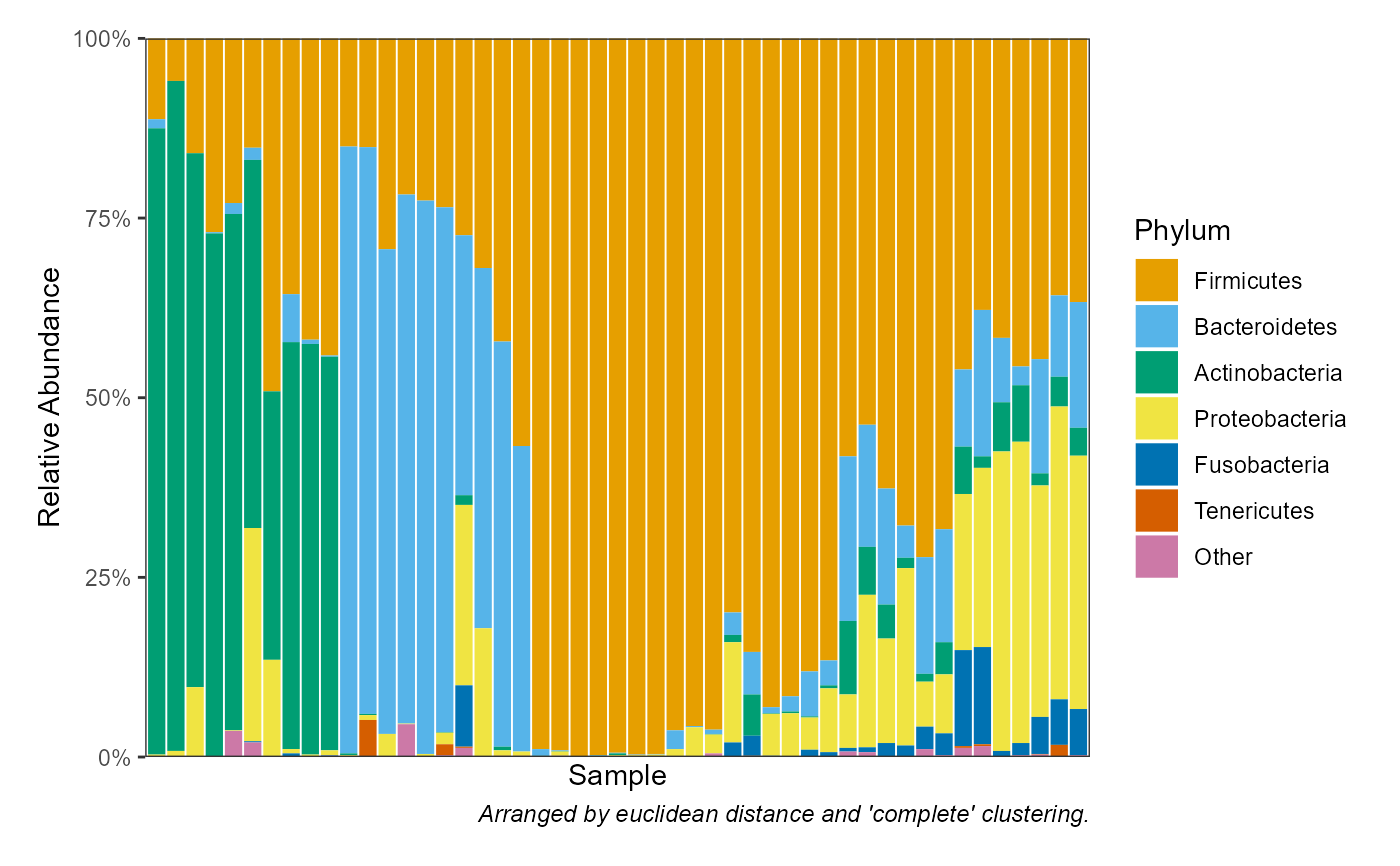 100%
75%
50%
25%
0%
Relative Abundance
Sample
Arranged by euclidean distance and 'complete' clustering.
Phylum
Firmicutes
Bacteroidetes
Actinobacteria
Proteobacteria
Fusobacteria
Tenericutes
Other